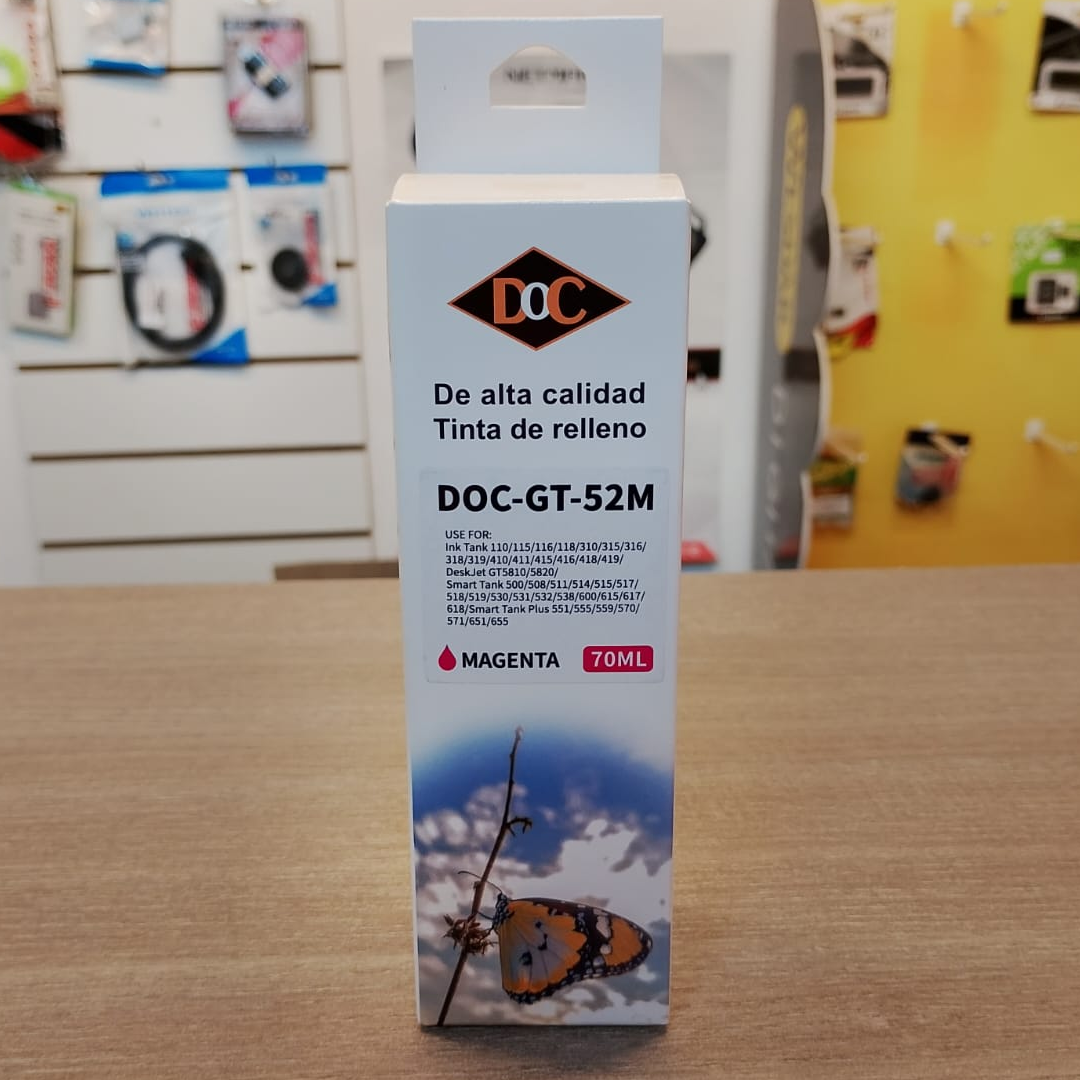 DOC
De alta calidad
Tinta de relleno
DOC-GT-52M
USE FOR:
Ink Tank 110/115/116/118/310/315/316/
318/319/410/411/415/416/418/419/
DeskJet GT5810/5820/
Smart Tank 500/508/511/514/515/517/
518/519/530/531/532/538/600/615/617/
618/Smart Tank Plus 551/555/559/570/
571/651/655
MAGENTA 70ML